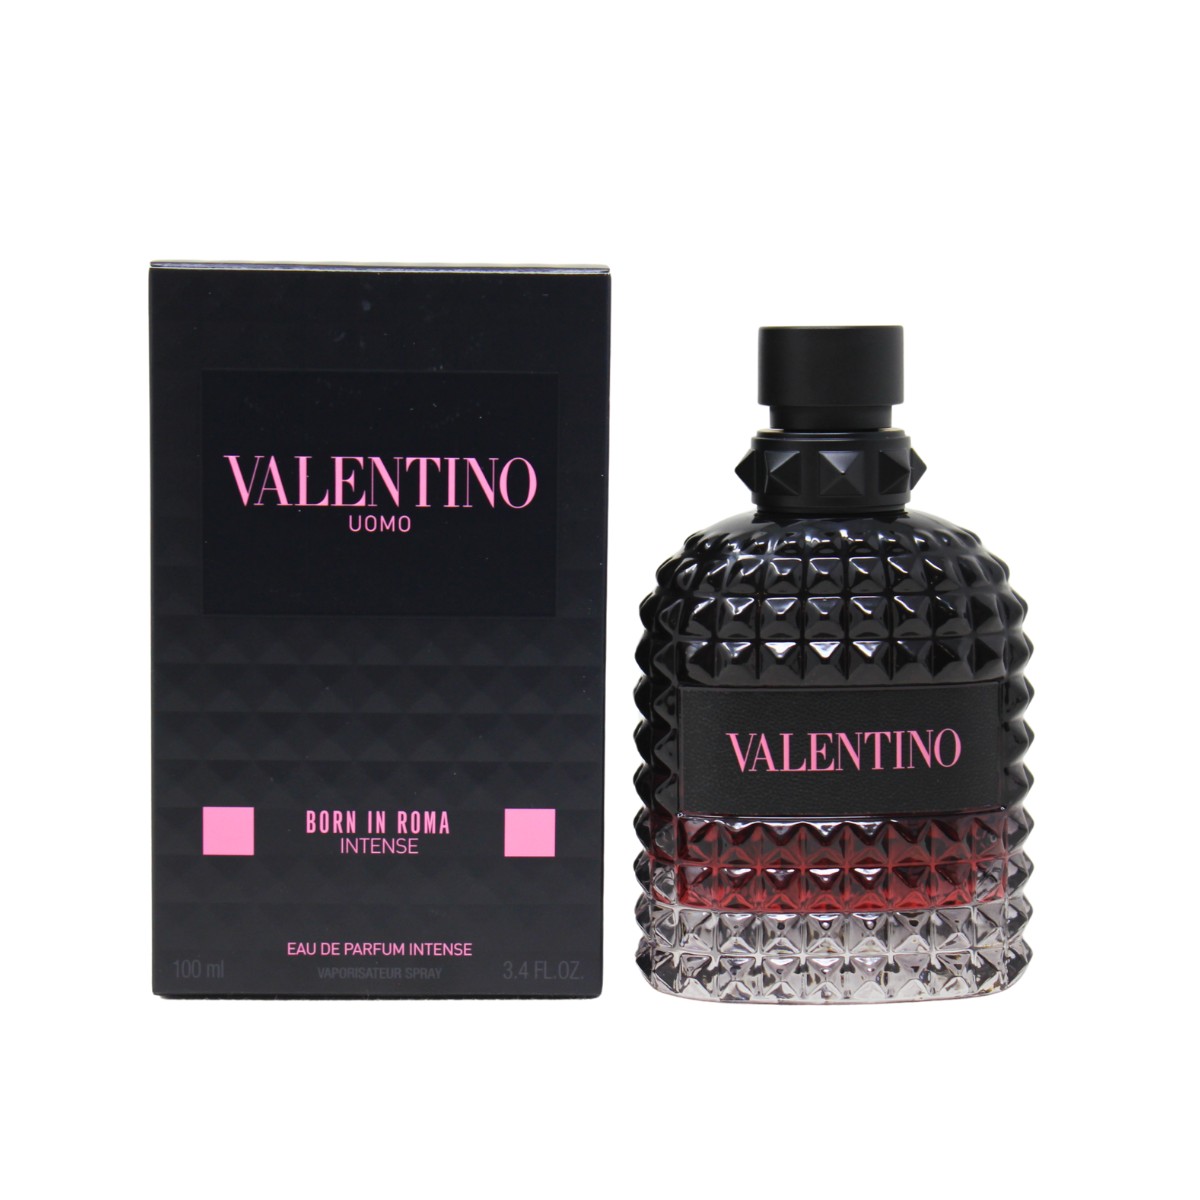 VALENTINO
UOMO
BORN IN ROMA
INTENSE
EAU DE PARFUM INTENSE
100 ml VAPORISATEUR SPRAY 3.4 FL.OZ.
VALENTINO